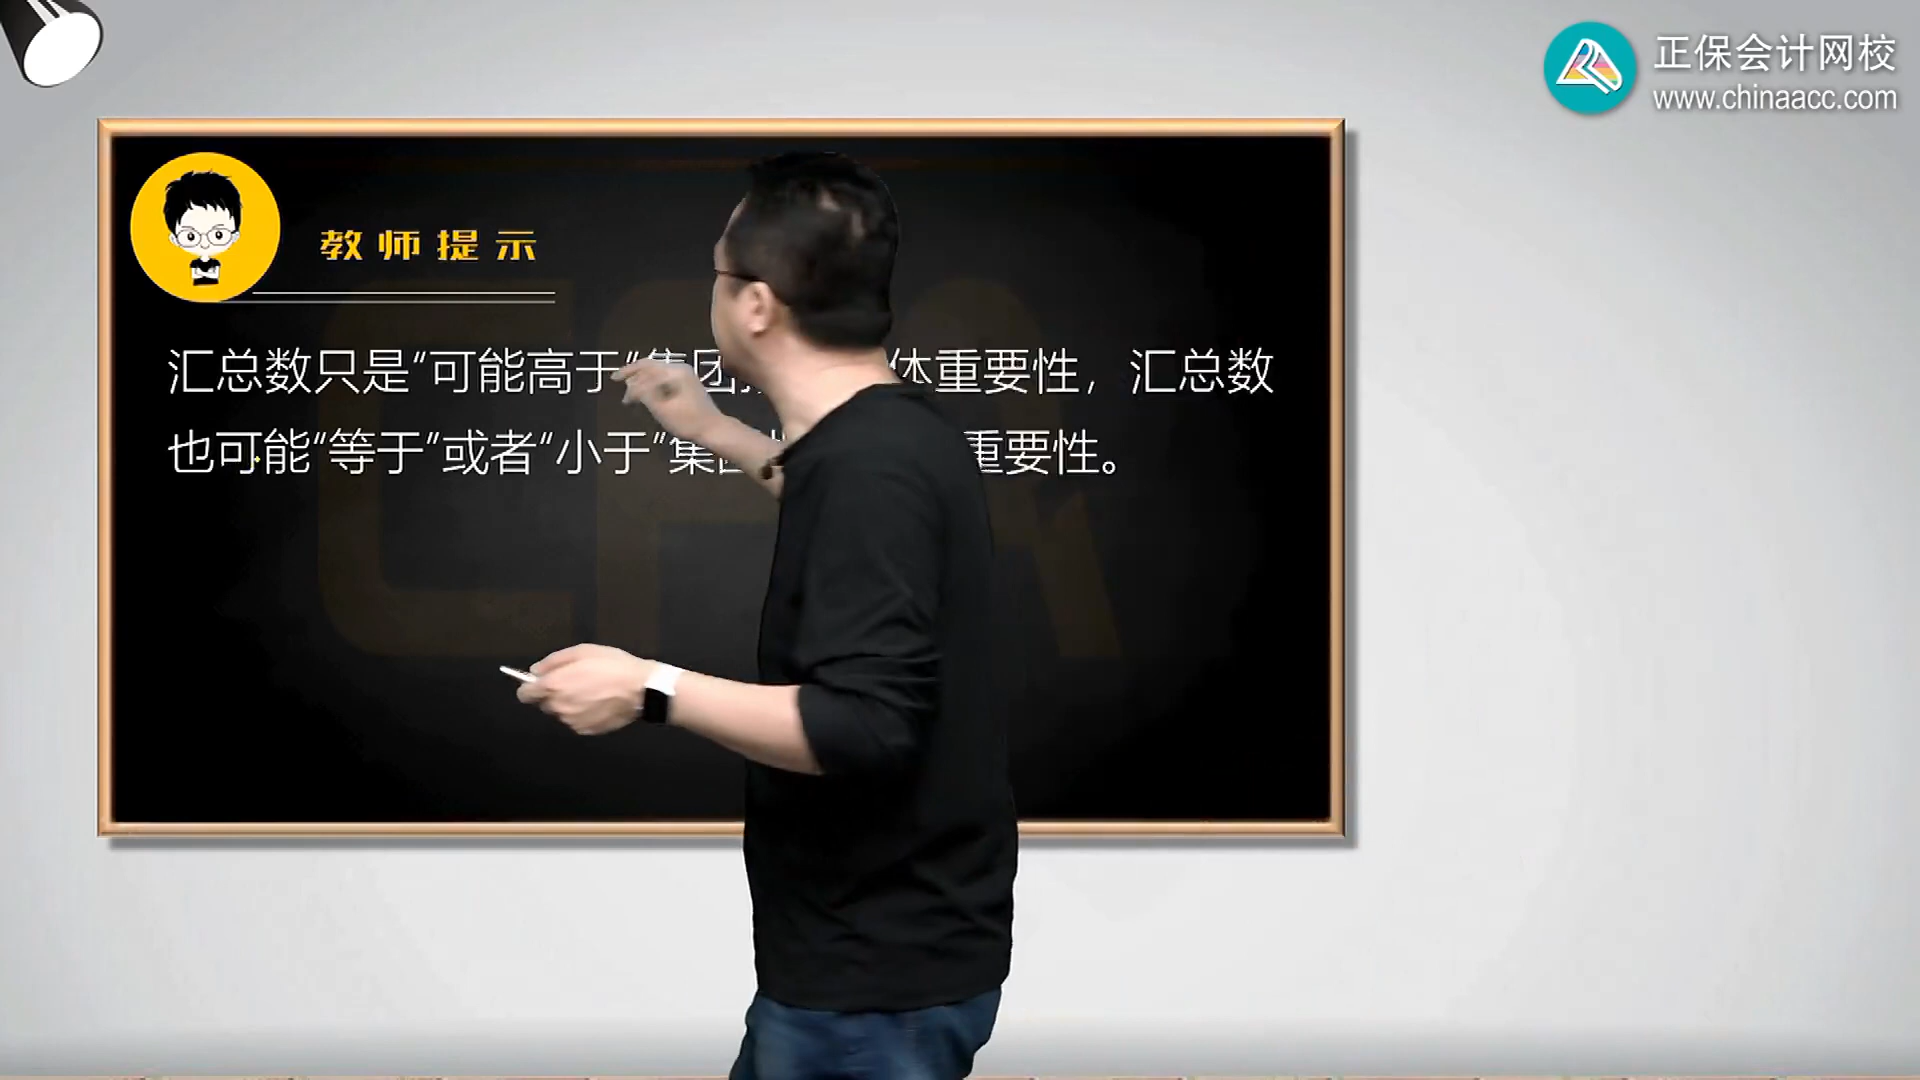 正保会计网校
www.chinaacc.com
教师提示
汇总数只是“可能高于”集团 体重要性，汇总数
也可能“等于”或者“小于”集 重要性。